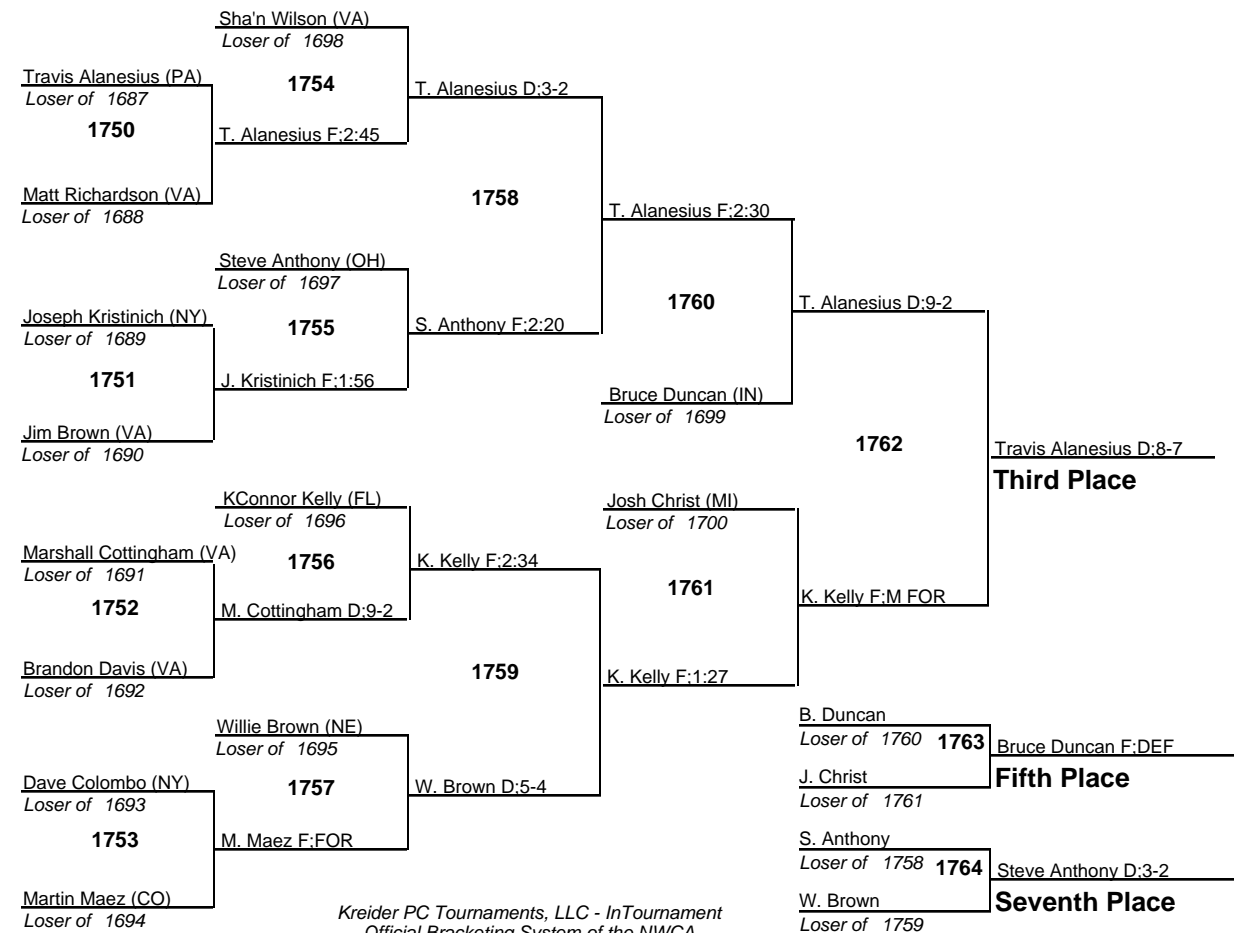 Sha'n Wilson (VA)
Loser of 1698
Travis Alanesius (PA)
Loser of 1687
1754
T. Alanesius D;3-2
1750
T. Alanesius F;2:45
Matt Richardson (VA)
Loser of 1688
1758
T. Alanesius F;2:30
Steve Anthony (OH)
Loser of 1697
Joseph Kristinich (NY)
Loser of 1689
1755
S. Anthony F;2:20
1760
T. Alanesius D;9-2
1751
J. Kristinich F;1:56
Bruce Duncan (IN)
Loser of 1699
Jim Brown (VA)
Loser of 1690
1762
Travis Alanesius D;8-7
Third Place
KConnor Kelly (FL)
Loser of 1696
Josh Christ (MI)
Loser of 1700
Marshall Cottingham (VA)
Loser of 1691
1756
K. Kelly F;2:34
1761
K. Kelly F;M FOR
1752
M. Cottingham D;9-2
Brandon Davis (VA)
Loser of 1692
1759
K. Kelly F;1:27
Willie Brown (NE)
Loser of 1695
B. Duncan
Loser of 1760
1763
Bruce Duncan F;DEF
Fifth Place
J. Christ
Loser of 1761
Dave Colombo (NY)
Loser of 1693
1757
W. Brown D;5-4
1753
M. Maez F;FOR
S. Anthony
Loser of 1758
1764
Steve Anthony D;3-2
Seventh Place
W. Brown
Loser of 1759
Martin Maez (CO)
Loser of 1694
Kreider PC Tournaments, LLC - InTournament
Official Bracketing System of the NWCA